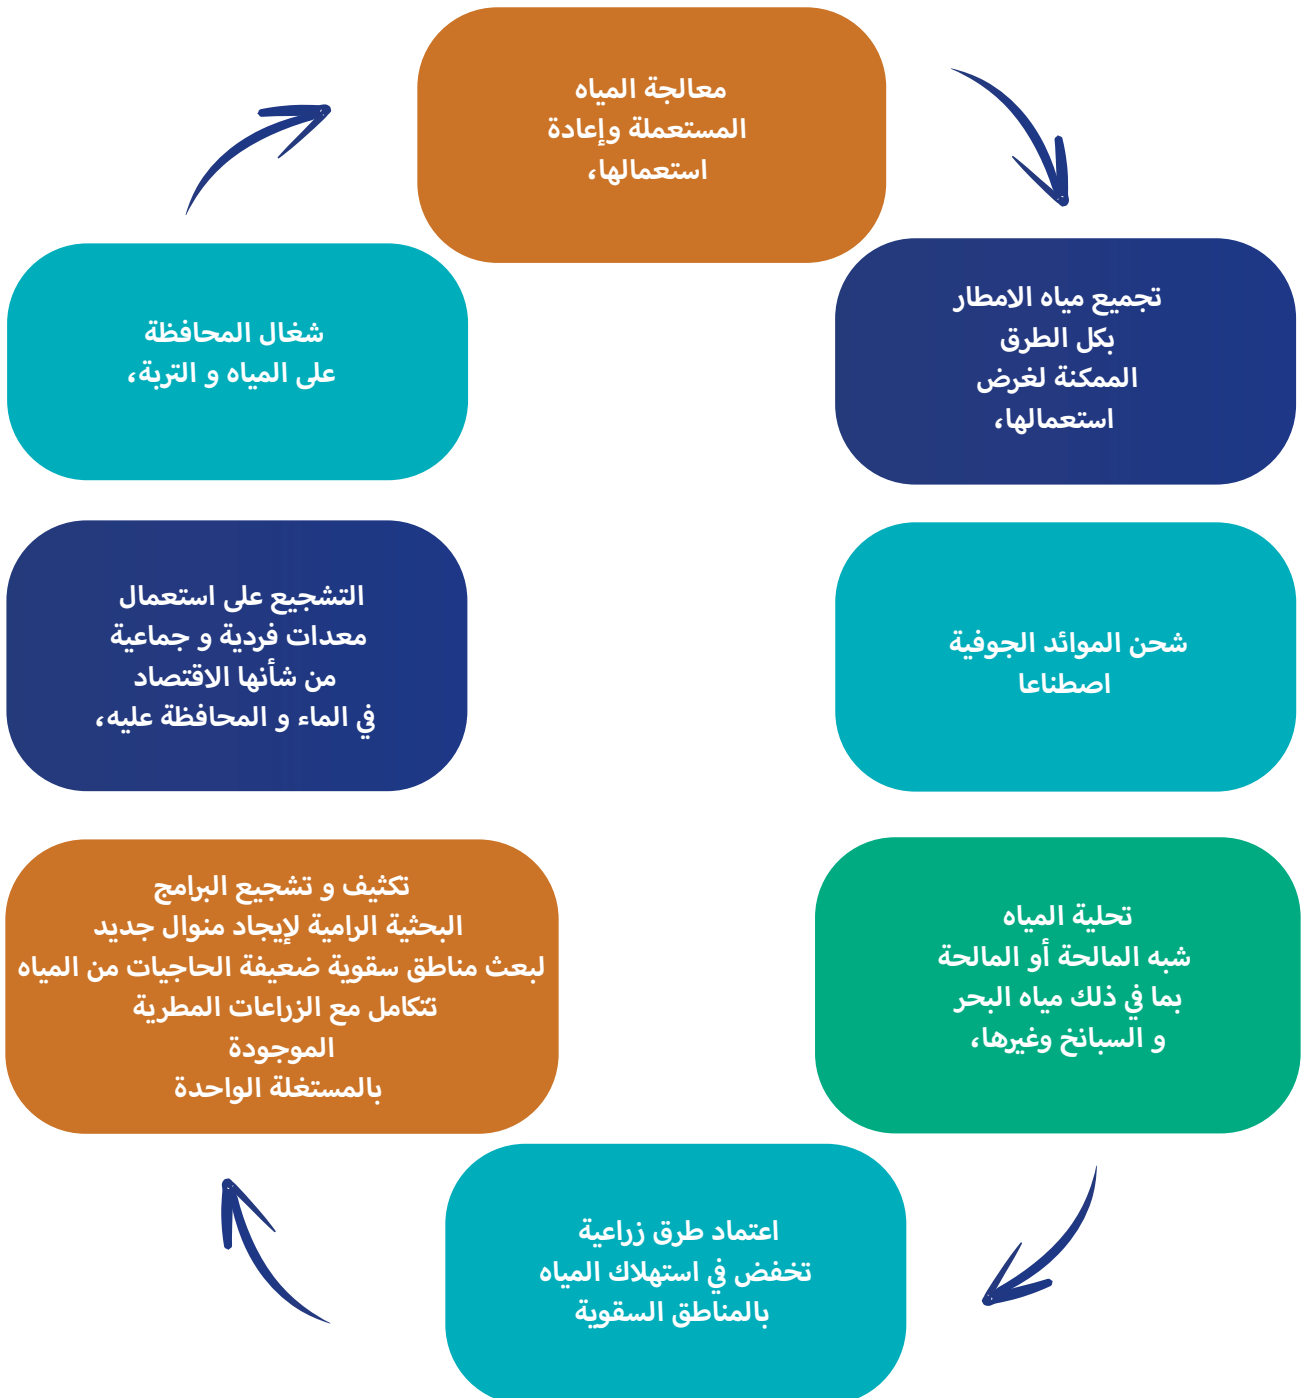 معالجة المياه
المستعملة وإعادة
استعمالها،
تجميع مياه الامطار
بكل الطرق
الممكنة لغرض
استعمالها،
شحن الموائد الجوفية
اصطناعا
تحلية المياه
شبه المالحة أو المالحة
بما في ذلك مياه البحر
و السبانخ وغيرها،
اعتماد طرق زراعية
تخفض في استهلاك المياه
بالمناطق السقوية
تكثيف و تشجيع البرامج
البحثية الرامية لإيجاد منوال جديد
لبعث مناطق سقوية ضعيفة الحاجيات من المياه
تتكامل مع الزراعات المطرية
الموجودة
بالمستغلة الواحدة
التشجيع على استعمال
معدات فردية و جماعية
من شأنها الاقتصاد
في الماء و المحافظة عليه،
شغال المحافظة
على المياه و التربة،